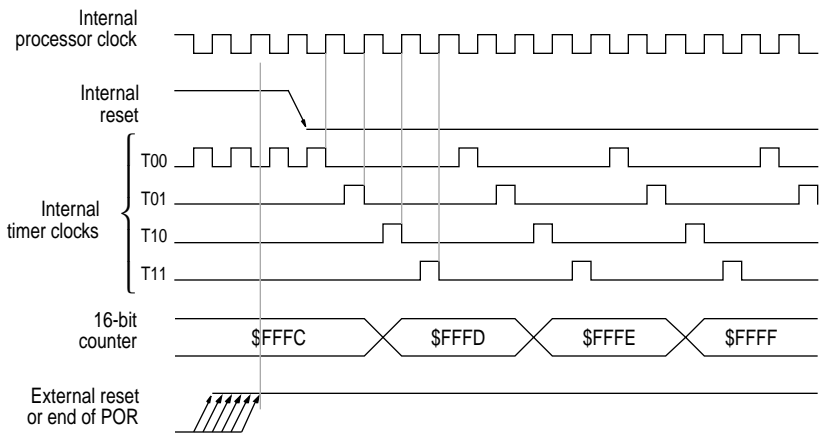 Internal
processor clock
Internal
reset
T00
T01
Internal
timer clocks
T10
T11
16-bit
counter
$FFFC
$FFFD
$FFFE
$FFFF
External reset
or end of POR